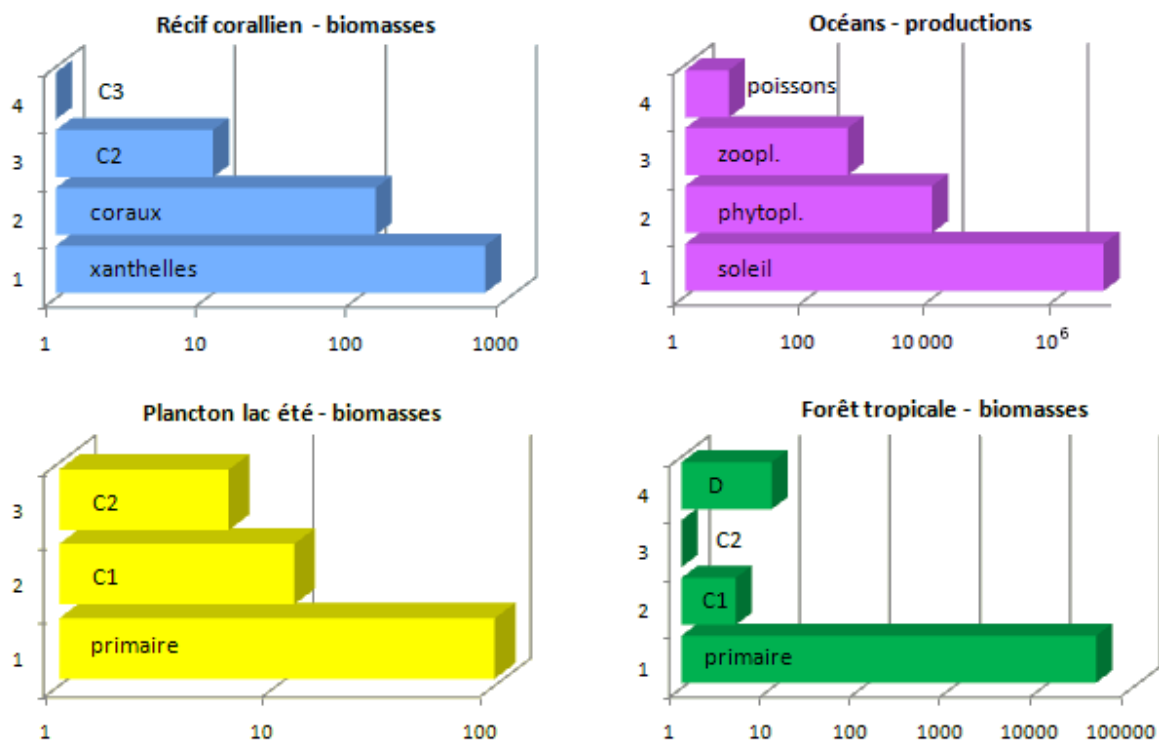 Récif corallien - biomasses
4
C3
3
C2
2
coraux
1
xanthelles
1 10 100 1000
Océans - productions
4
poissons
3
zoopl.
2
phytopl.
1
soleil
1 100 10 000 10⁶
Plancton lac été - biomasses
3
C2
2
C1
1
primaire
1 10 100
Forêt tropicale - biomasses
4
D
3
C2
2
C1
1
primaire
1 10 100 1000 10000 100000